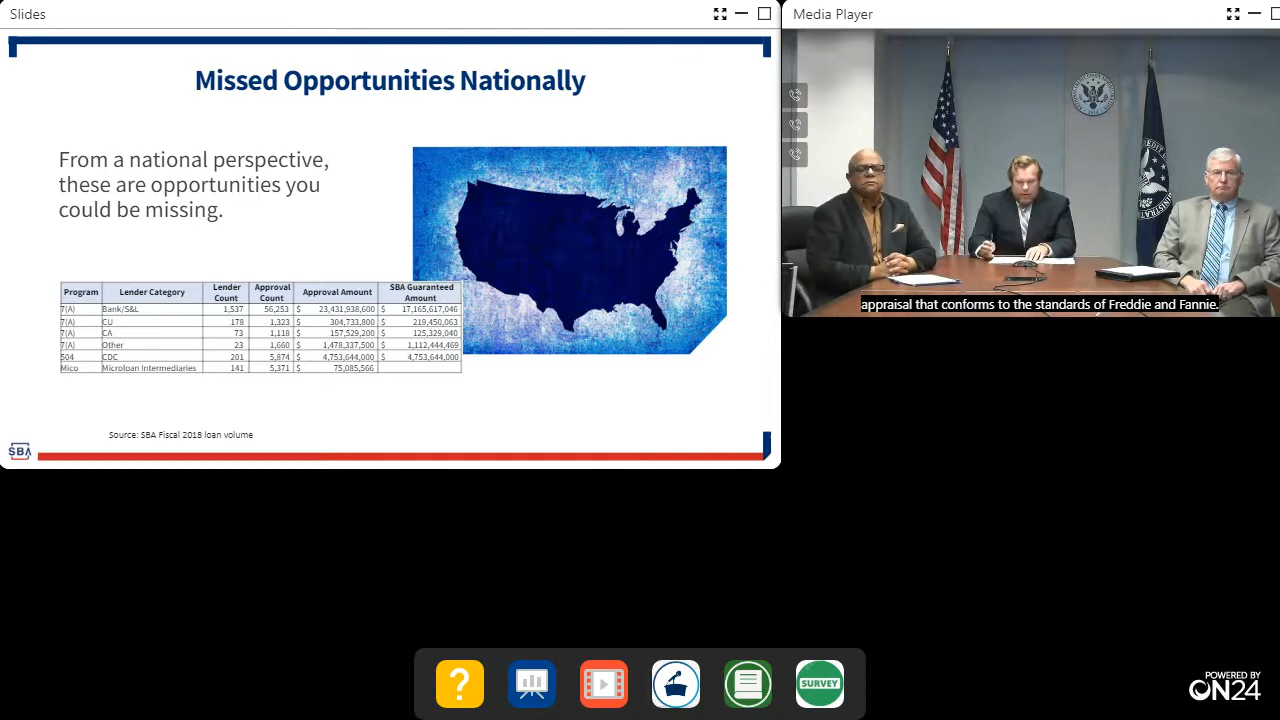 Slides
Media Player
Missed Opportunities Nationally
From a national perspective,
these are opportunities you
could be missing.
Program Lender Category Lender Count Approval Count Approval Amount SBA Guaranteed Amount
7(A) Bank/S&L 1,537 56,253 $ 23,431,938,600 $ 17,165,617,046
7(A) CU 178 1,323 $ 304,733,800 $ 219,450,063
7(A) CA 73 1,118 $ 157,529,200 $ 125,329,040
7(A) Other 23 1,660 $ 1,478,337,500 $ 1,112,444,469
504 CDC 201 5,874 $ 4,753,644,000 $ 4,753,644,000
Mico Microloan Intermediaries 141 5,371 $ 75,085,566
Source: SBA Fiscal 2018 loan volume
SBA
appraisal that conforms to the standards of Freddie and Fannie.
?
SURVEY
POWERED BY
ON24